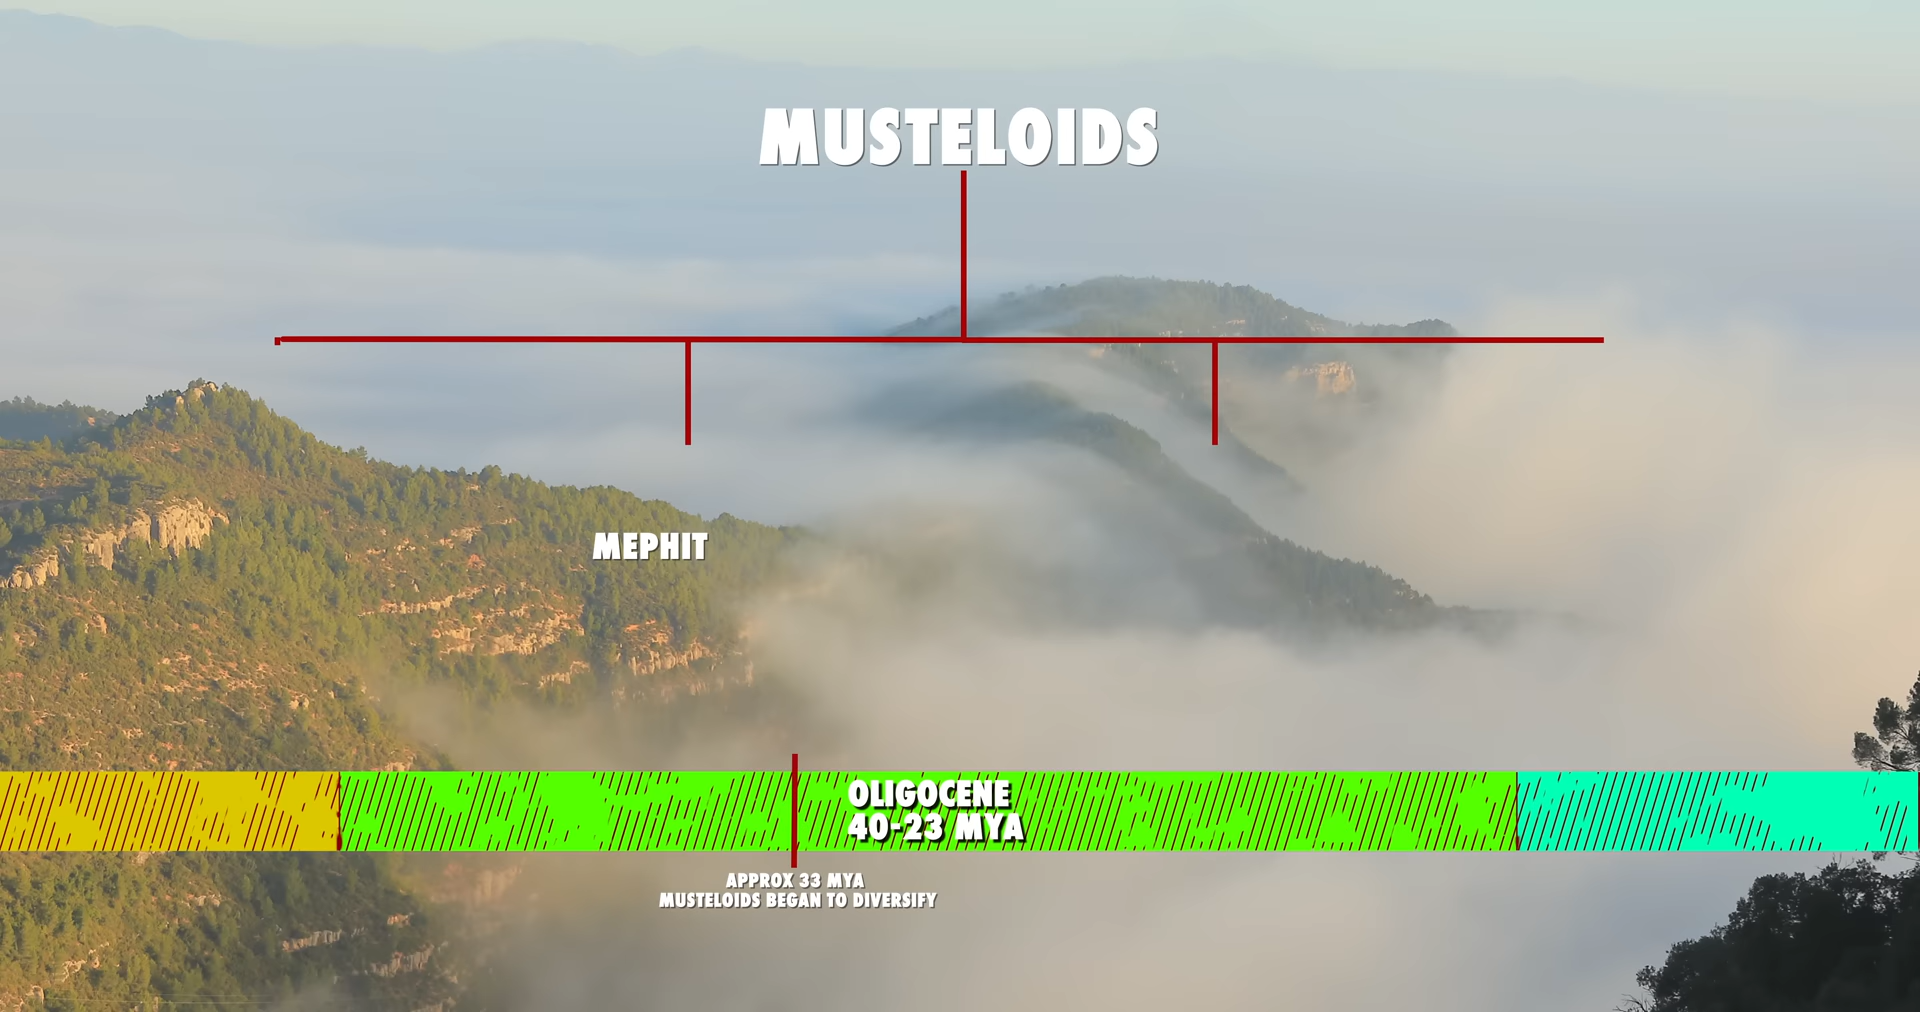 MUSTELOIDS
MEPHIT
OLIGOCENE
40-23 MYA
APPROX 33 MYA
MUSTELOIDS BEGAN TO DIVERSIFY